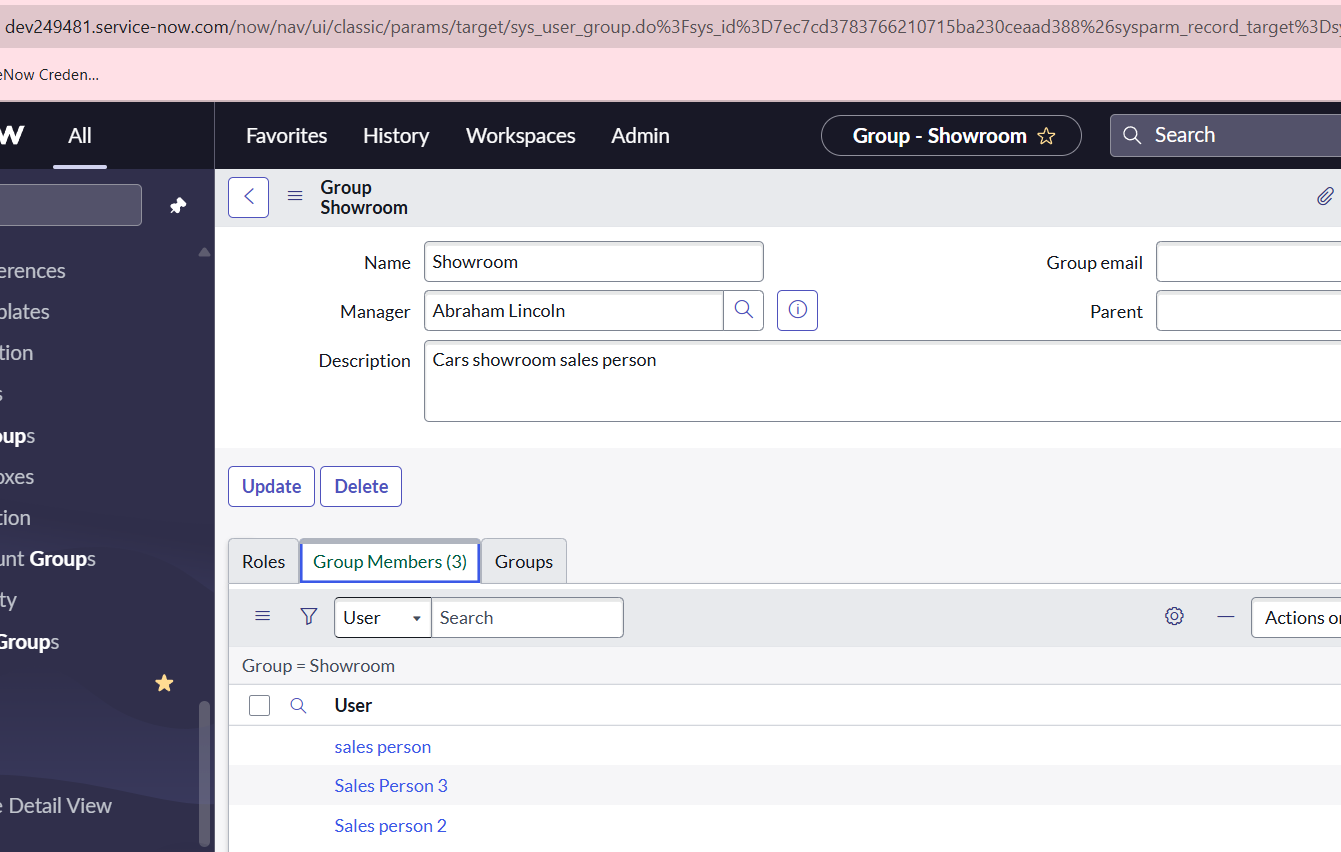 dev249481.service-now.com/now/nav/ui/classic/params/target/sys_user_group.do%3Fsys_id%3D7ec7cd3783766210715ba230ceaad388%26sysparm_record_target%3Dsy
eNow Creden...
w All Favorites History Workspaces Admin Group - Showroom Search
Group
Showroom
erences
plates
tion
s
oups
oxes
tion
unt Groups
ty
Groups
e Detail View
Name Showroom Group email
Manager Abraham Lincoln Parent
Description Cars showroom sales person
Update Delete
Roles Group Members (3) Groups
User Search Actions on
Group = Showroom
User
sales person
Sales Person 3
Sales person 2